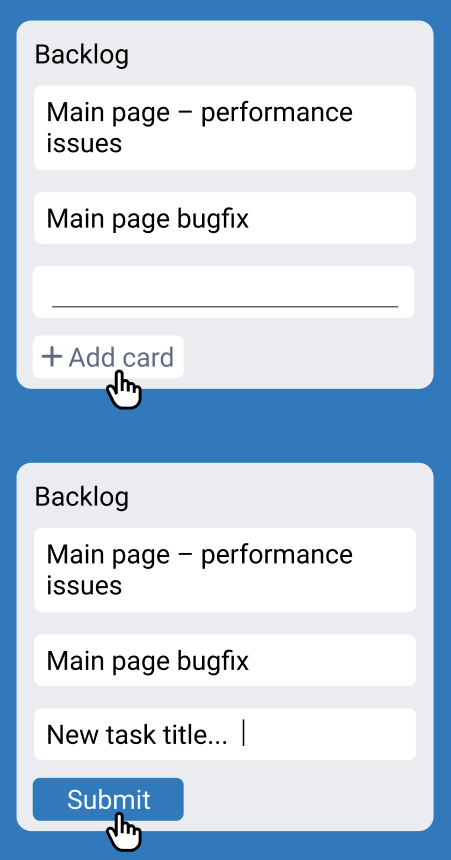 Backlog
Main page – performance
issues
Main page bugfix
+ Add card
Backlog
Main page – performance
issues
Main page bugfix
New task title...
Submit